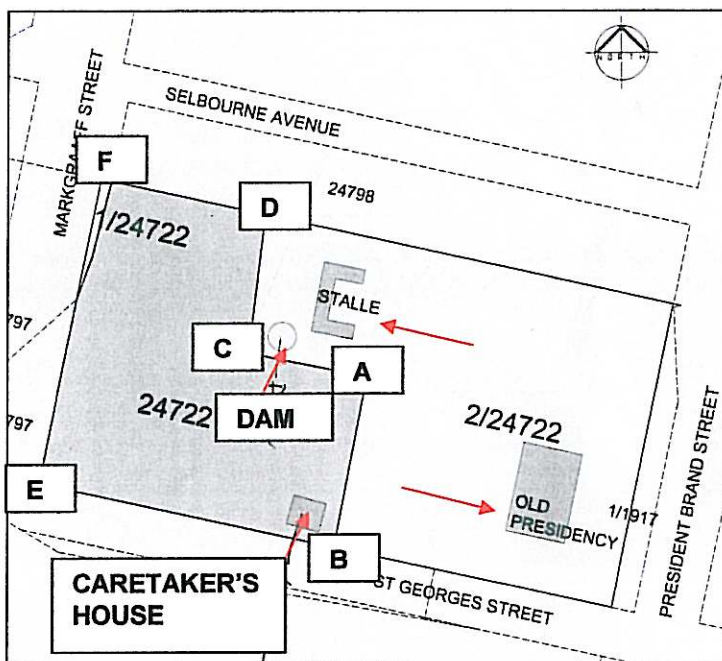 NORTH
SELBOURNE AVENUE
MARKGRAAFF STREET
F
D
24798
1/24722
STALLE
797
C
A
24722
DAM
2/24722
797
E
OLD
PRESIDENCY
1/1917
PRESIDENT BRAND STREET
B
CARETAKER'S
HOUSE
ST GEORGES STREET